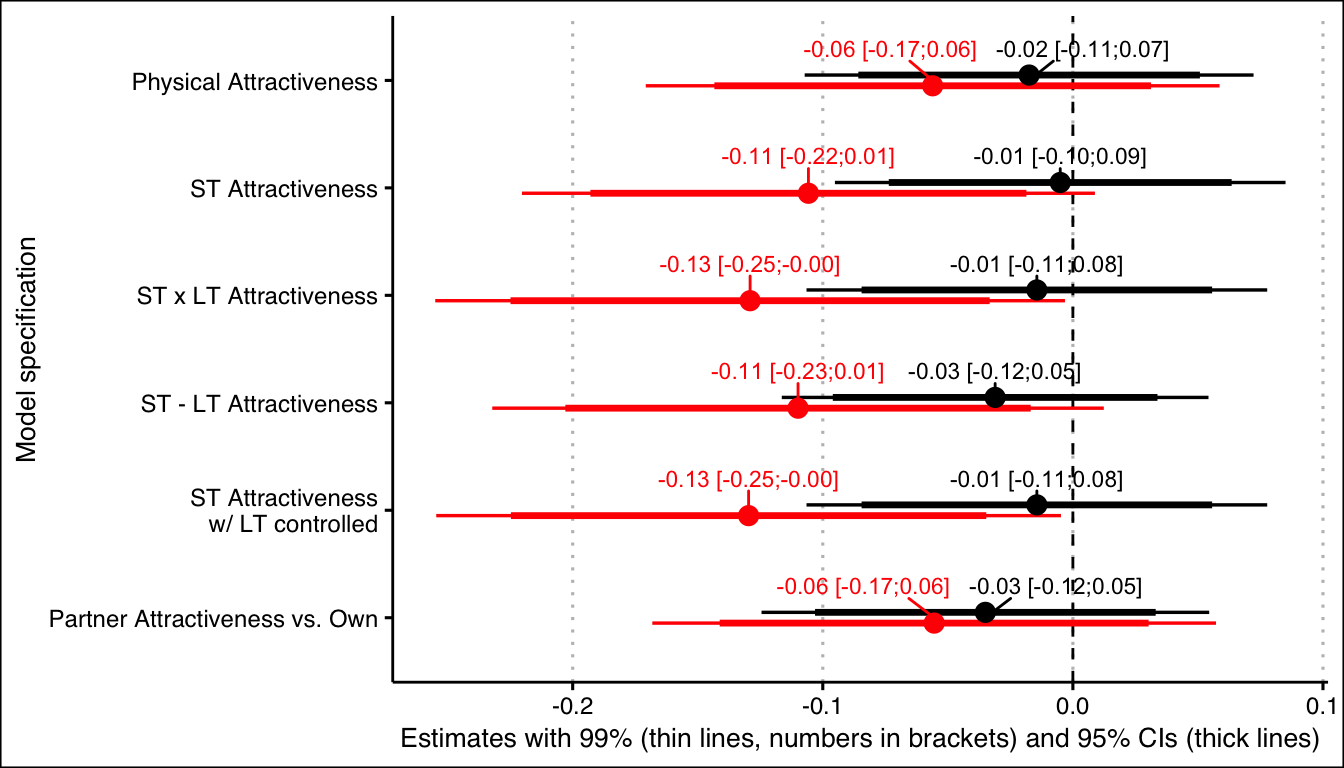 -0.06 [-0.17;0.06] -0.02 [-0.11;0.07]
Physical Attractiveness
-0.11 [-0.22;0.01] -0.01 [-0.10;0.09]
ST Attractiveness
-0.13 [-0.25;-0.00] -0.01 [-0.11;0.08]
ST x LT Attractiveness
-0.11 [-0.23;0.01] -0.03 [-0.12;0.05]
ST - LT Attractiveness
-0.13 [-0.25;-0.00] -0.01 [-0.11;0.08]
ST Attractiveness
w/ LT controlled
-0.06 [-0.17;0.06] -0.03 [-0.12;0.05]
Partner Attractiveness vs. Own
Model specification
-0.2 -0.1 0.0 0.1
Estimates with 99% (thin lines, numbers in brackets) and 95% CIs (thick lines)